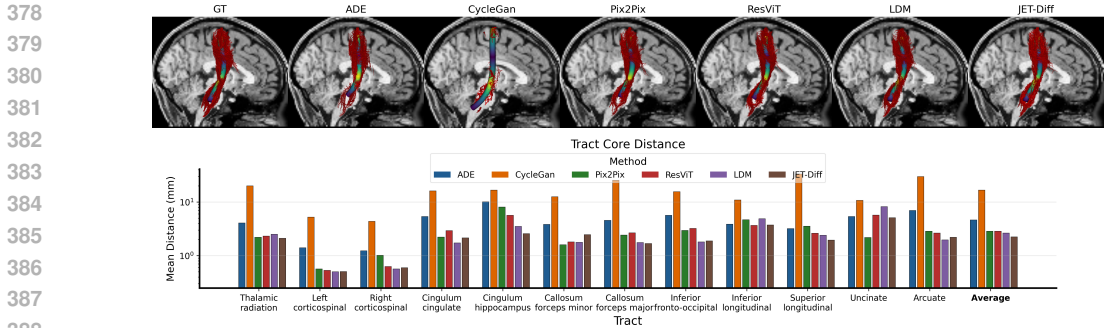 378
379
380
381
382
383
384
385
386
387
GT ADE CycleGan Pix2Pix ResViT LDM JET-Diff
Tract Core Distance
Method
ADE CycleGan Pix2Pix ResViT LDM JET-Diff
Mean Distance (mm)
10¹
10⁰
Thalamic radiation
Left corticospinal
Right corticospinal
Cingulum cingulate
Cingulum hippocampus
Callosum forceps minor
Callosum forceps major
Inferior fronto-occipital
Inferior longitudinal
Superior longitudinal
Uncinate
Arcuate
Average
Tract